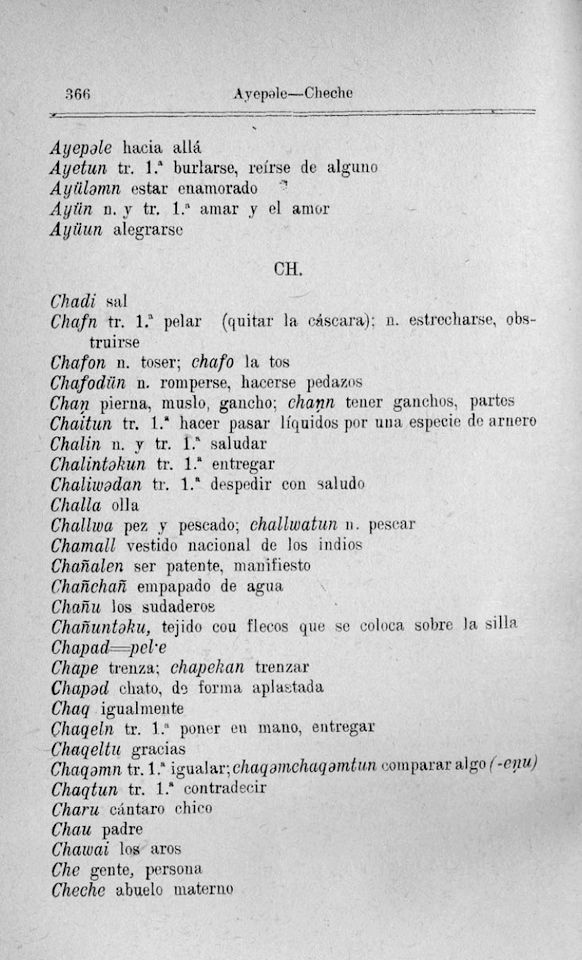 366
Ayepəle—Cheche
Ayepəle hacia allá
Ayetun tr. 1.ª burlarse, reírse de alguno
Ayüləmn estar enamorado
Ayün n. y tr. 1.ª amar y el amor
Ayüun alegrarse
CH.
Chadi sal
Chafn tr. 1.ª pelar (quitar la cáscara); n. estrecharse, obs-
truirse
Chafon n. toser; chafo la tos
Chafodün n. romperse, hacerse pedazos
Chaṇ pierna, muslo, gancho; chaṇn tener ganchos, partes
Chaitun tr. 1.ª hacer pasar líquidos por una especie de arnero
Chalin n. y tr. 1.ª saludar
Chalintəkun tr. 1.ª entregar
Chaliwədan tr. 1.ª despedir con saludo
Challa olla
Challwa pez y pescado; challwatun n. pescar
Chamall vestido nacional de los indios
Chañalen ser patente, manifiesto
Chañchañ empapado de agua
Chañu los sudaderos
Chañuntəku, tejido cou flecos que se coloca sobre la silla
Chapad=pel·e
Chape trenza; chapekan trenzar
Chapəd chato, de forma aplastada
Chaq igualmente
Chaqeln tr. 1.ª poner en mano, entregar
Chaqeltu gracias
Chaqəmn tr. 1.ª igualar; chaqəmchaqəmtun comparar algo (-eṇu)
Chaqtun tr. 1.ª contradecir
Charu cántaro chico
Chau padre
Chawai los aros
Che gente, persona
Cheche abuelo materno